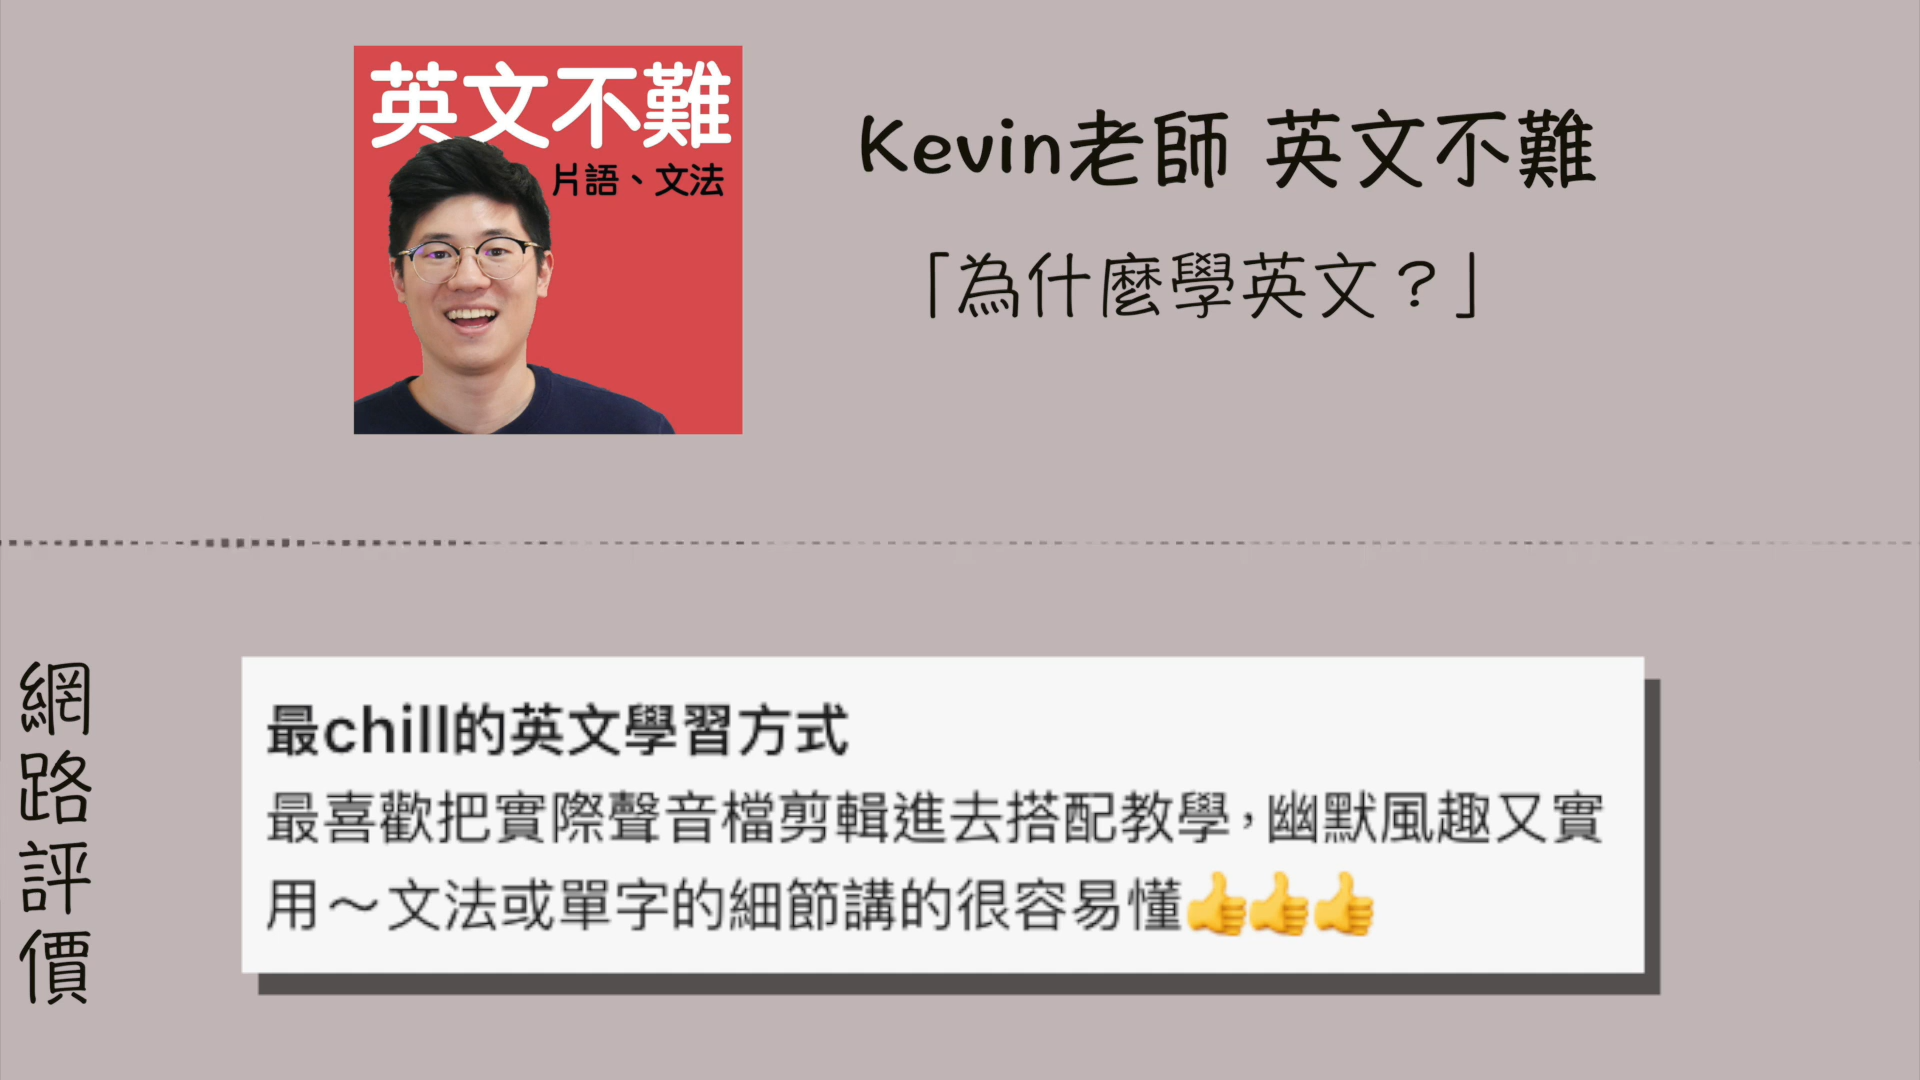 英文不難
片語、文法
Kevin老師 英文不難
「為什麼學英文？」
網路評價
最chill的英文學習方式
最喜歡把實際聲音檔剪輯進去搭配教學，幽默風趣又實
用～文法或單字的細節講的很容易懂👍👍👍